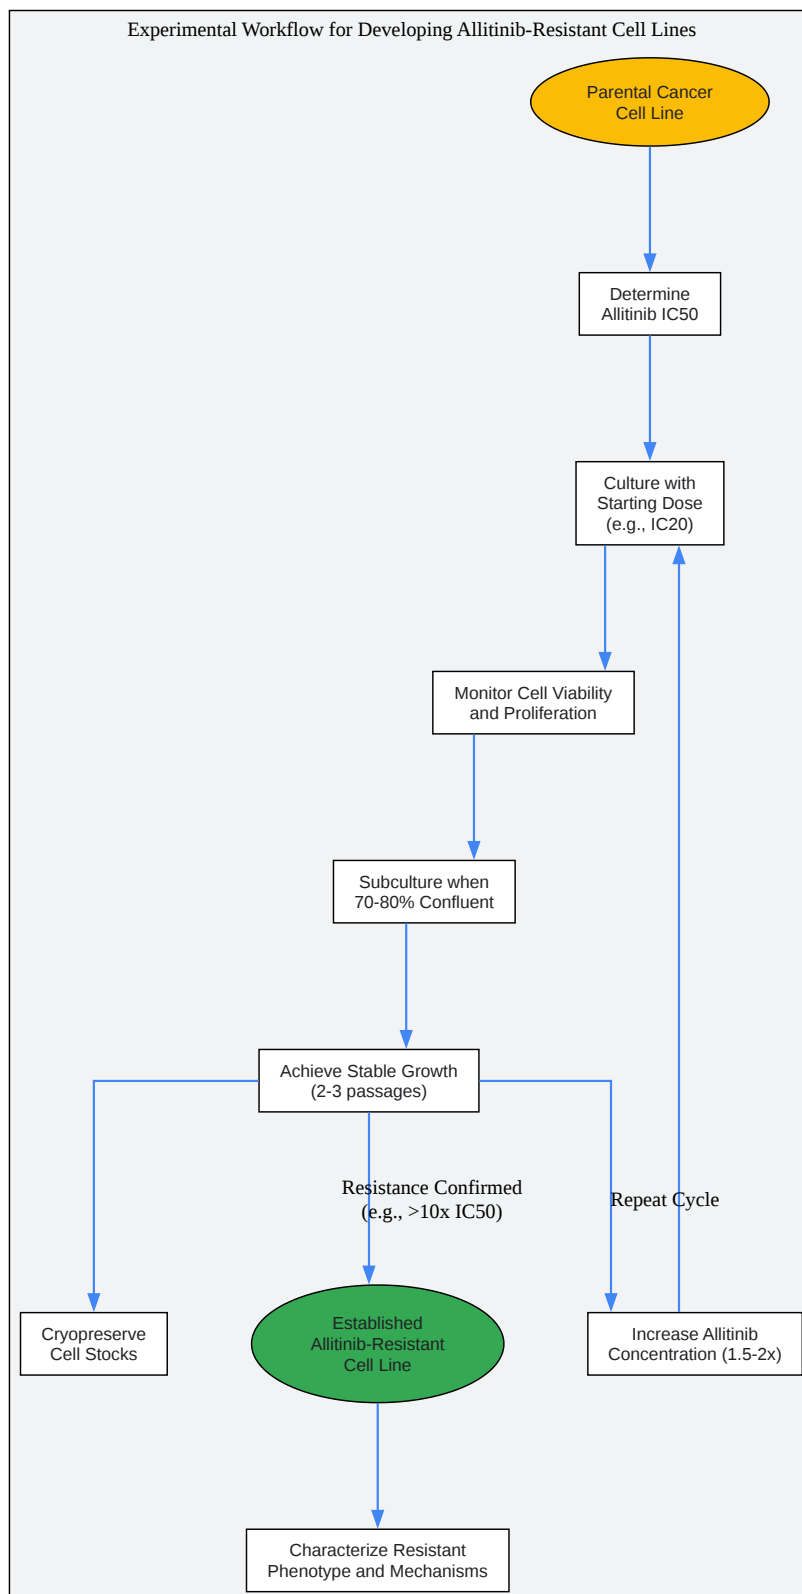 Experimental Workflow for Developing Allitinib-Resistant Cell Lines
Parental Cancer
Cell Line
Determine
Allitinib IC50
Culture with
Starting Dose
(e.g., IC20)
Monitor Cell Viability
and Proliferation
Subculture when
70-80% Confluent
Achieve Stable Growth
(2-3 passages)
Resistance Confirmed
(e.g., >10x IC50)
Repeat Cycle
Cryopreserve
Cell Stocks
Established
Allitinib-Resistant
Cell Line
Increase Allitinib
Concentration (1.5-2x)
Characterize Resistant
Phenotype and Mechanisms